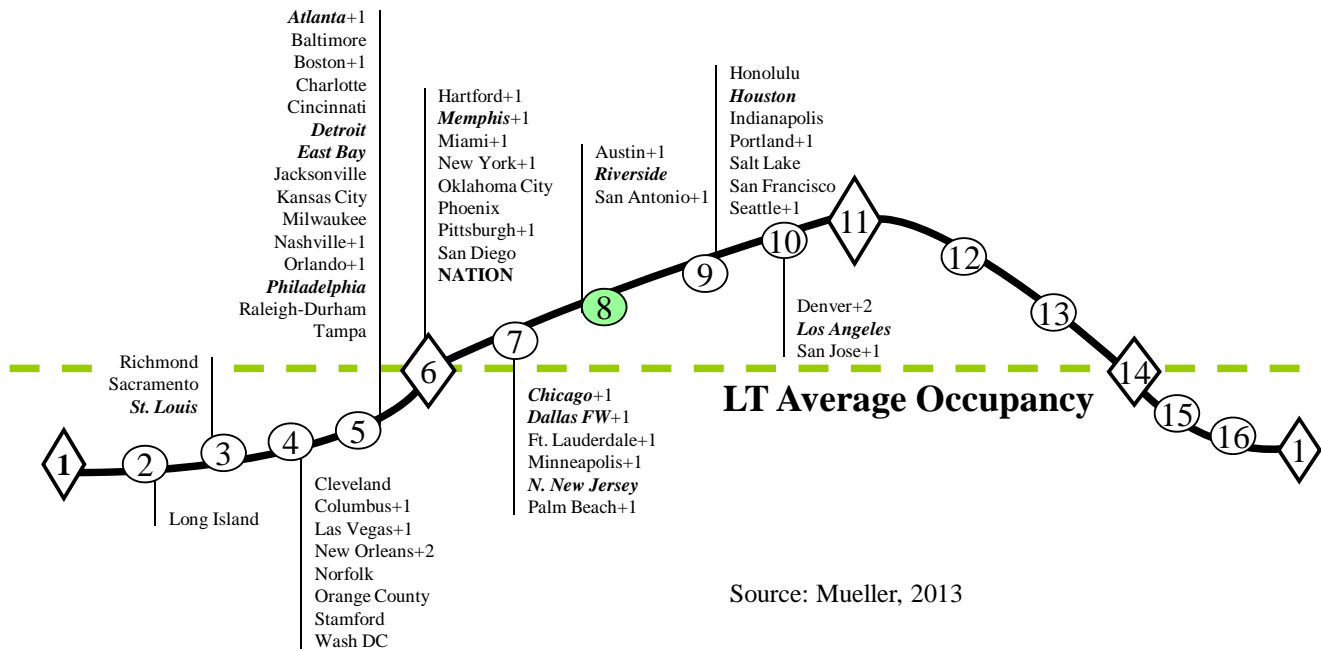 Atlanta+1
Baltimore
Boston+1
Charlotte
Cincinnati
Detroit
East Bay
Jacksonville
Kansas City
Milwaukee
Nashville+1
Orlando+1
Philadelphia
Raleigh-Durham
Tampa
Hartford+1
Memphis+1
Miami+1
New York+1
Oklahoma City
Phoenix
Pittsburgh+1
San Diego
NATION
Austin+1
Riverside
San Antonio+1
Honolulu
Houston
Indianapolis
Portland+1
Salt Lake
San Francisco
Seattle+1
Denver+2
Los Angeles
San Jose+1
Richmond
Sacramento
St. Louis
1
2
3
4
5
6
7
8
9
10
11
12
13
14
15
16
1
LT Average Occupancy
Long Island
Cleveland
Columbus+1
Las Vegas+1
New Orleans+2
Norfolk
Orange County
Stamford
Wash DC
Chicago+1
Dallas FW+1
Ft. Lauderdale+1
Minneapolis+1
N. New Jersey
Palm Beach+1
Source: Mueller, 2013